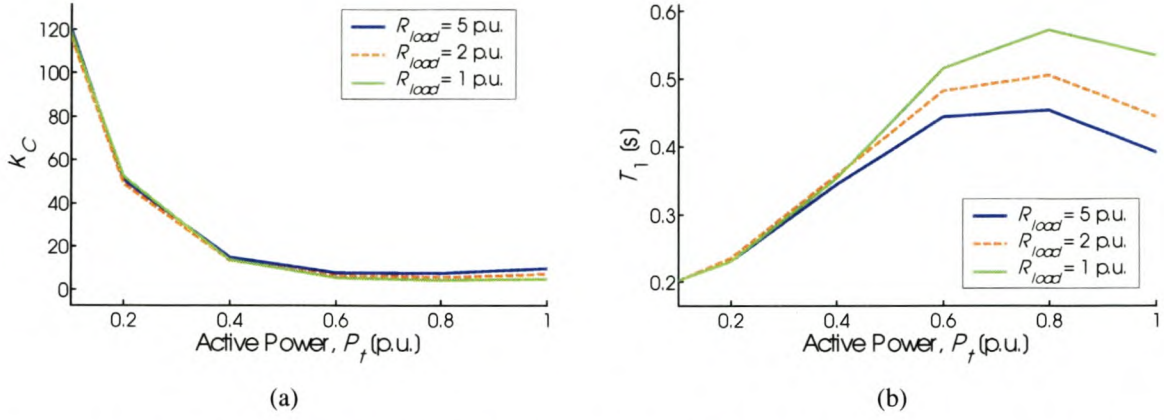 120
100
80
60
40
20
0
k_C
R_load = 5 p.u.
R_load = 2 p.u.
R_load = 1 p.u.
0.2 0.4 0.6 0.8 1
Active Power, P_t (p.u.)
(a)
0.6
0.5
0.4
0.3
0.2
T_1 (s)
R_load = 5 p.u.
R_load = 2 p.u.
R_load = 1 p.u.
0.2 0.4 0.6 0.8 1
Active Power, P_t (p.u.)
(b)